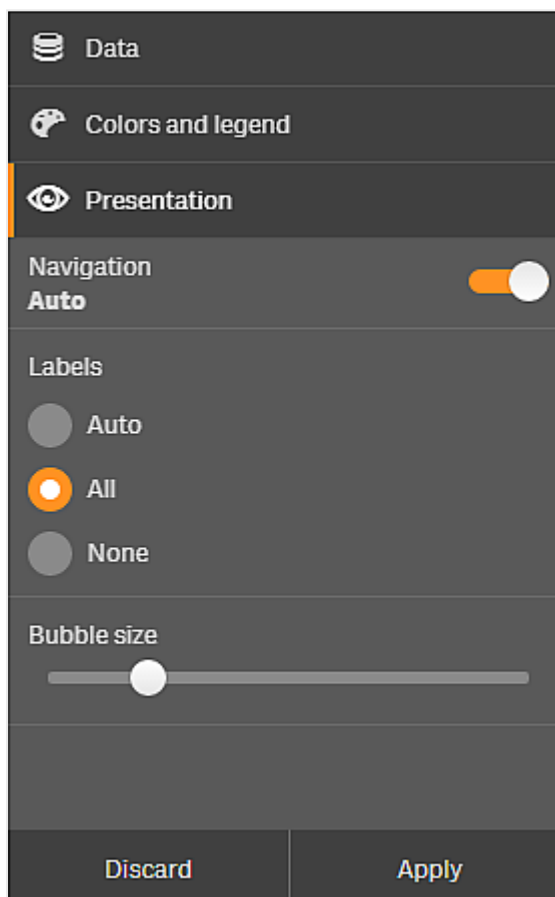 Data
Colors and legend
Presentation
Navigation
Auto
Labels
Auto
All
None
Bubble size
Discard
Apply